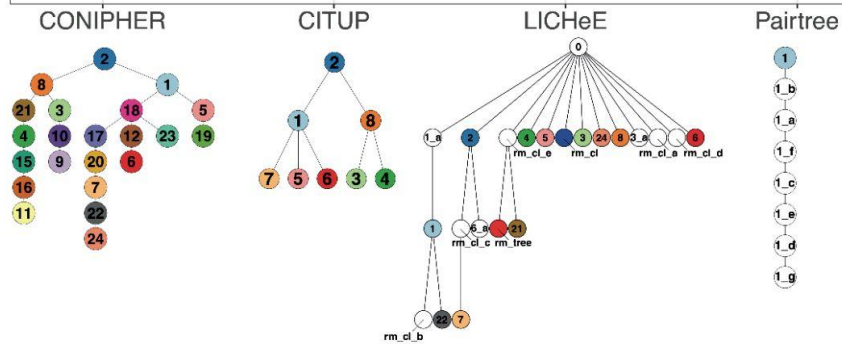 CONIPHER CITUP LICHeE Pairtree
2 2 0 1
8 1 1_b
21 3 18 5 1 8 1_a 2 4 5 3 24 8 3_a 6 1_a
rm_cl_e rm_cl rm_cl_a rm_cl_d
4 10 17 12 23 19 1_f
15 9 20 6 7 5 6 3 4 1_c
16 7 1 6_a 21 1_e
rm_cl_c rm_tree
11 22 1_d
24 1_g
22 7
rm_cl_b